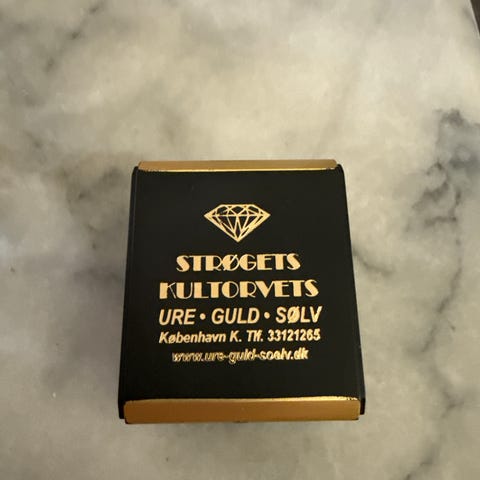 STRØGETS
KULTORVETS
URE • GULD • SØLV
København K. Tlf. 33121265
www.ure-guld-soelv.dk